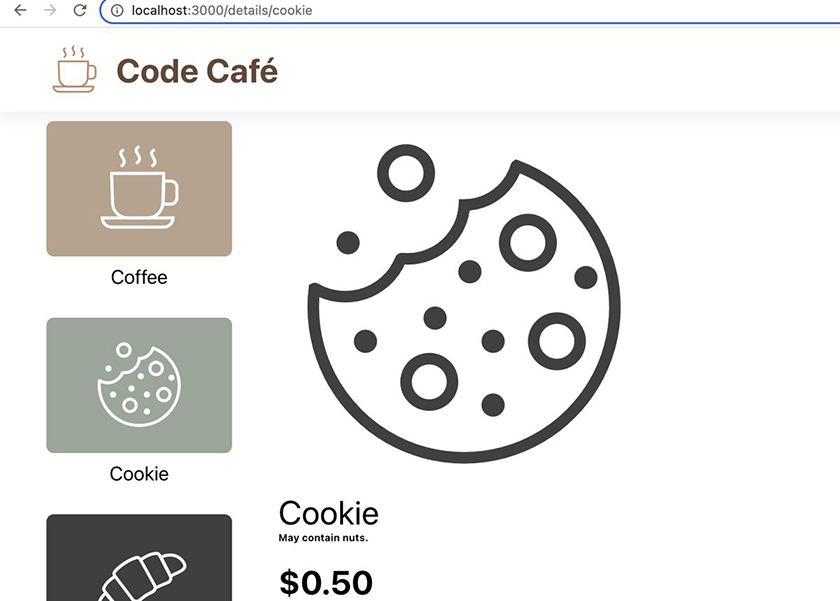 localhost:3000/details/cookie
Code Café
Coffee
Cookie
Cookie
May contain nuts.
$0.50